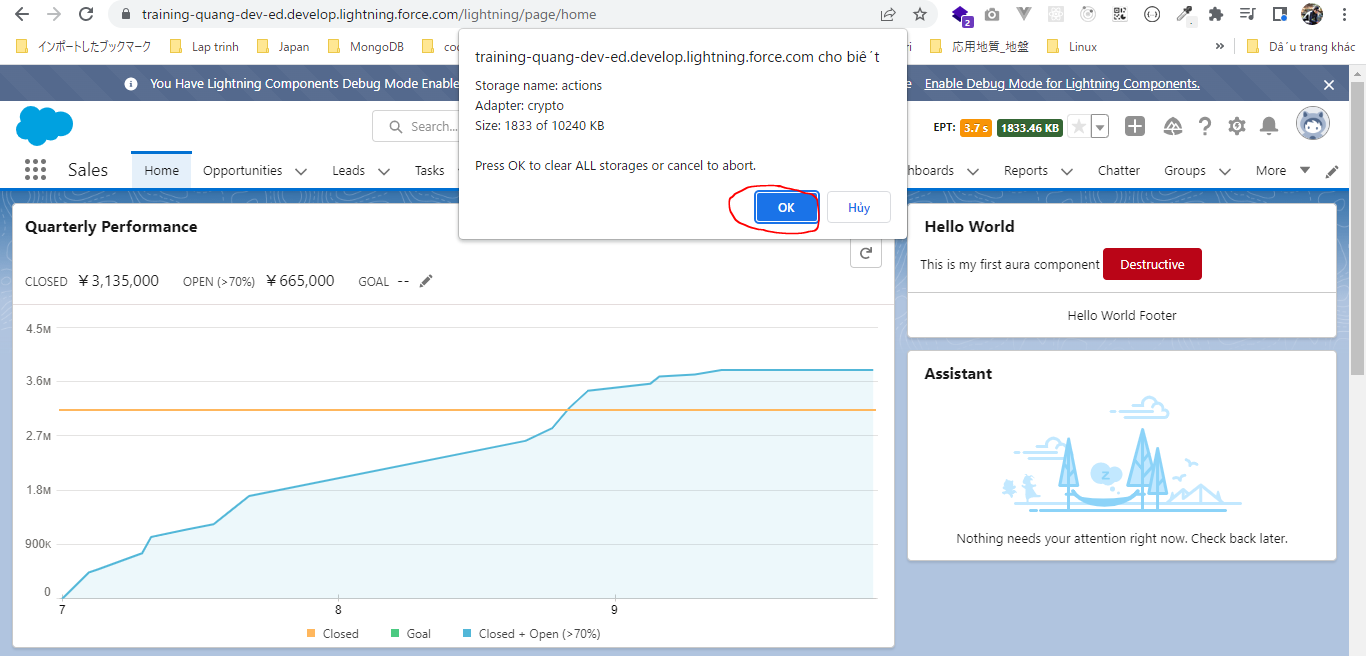 training-quang-dev-ed.develop.lightning.force.com/lightning/page/home
2
インポートしたブックマーク
Lap trinh
Japan
MongoDB
応用地質_地盤
Linux
»
Dấu trang khác
training-quang-dev-ed.develop.lightning.force.com cho biết
Storage name: actions
Adapter: crypto
Size: 1833 of 10240 KB
Press OK to clear ALL storages or cancel to abort.
OK
Hủy
You Have Lightning Components Debug Mode Enable
Enable Debug Mode for Lightning Components.
Search...
EPT: 3.7 s 1833.46 KB
Sales
Home
Opportunities
Leads
Tasks
hboards
Reports
Chatter
Groups
More
Quarterly Performance
CLOSED ¥ 3,135,000 OPEN (>70%) ¥ 665,000 GOAL --
4.5M
3.6M
2.7M
1.8M
900K
0
7 8 9
Closed Goal Closed + Open (>70%)
Hello World
This is my first aura component Destructive
Hello World Footer
Assistant
z
Nothing needs your attention right now. Check back later.